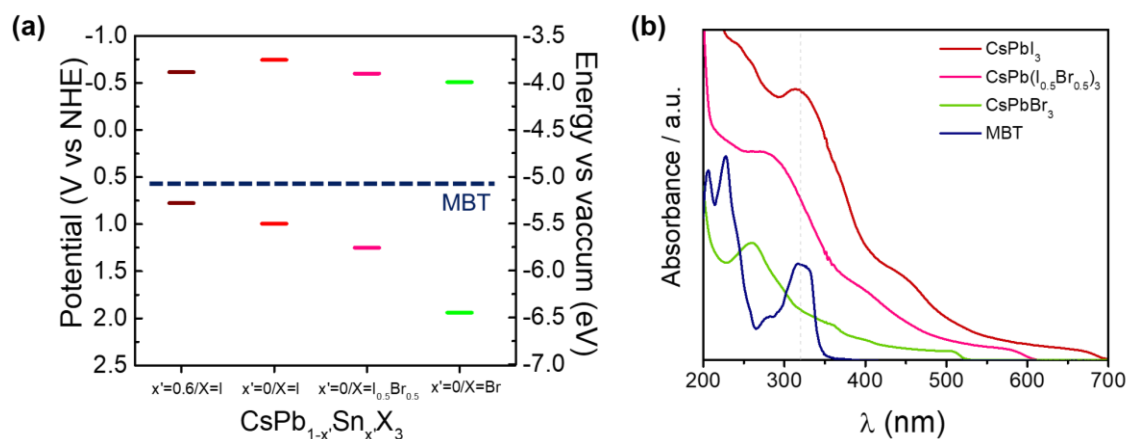 (a)
Potential (V vs NHE)
-1.0
-0.5
0.0
0.5
1.0
1.5
2.0
2.5
MBT
-3.5
-4.0
-4.5
-5.0
-5.5
-6.0
-6.5
-7.0
Energy vs vaccum (eV)
x'=0.6/X=I x'=0/X=I x'=0/X=I0.5Br0.5 x'=0/X=Br
CsPb1-x'Snx'X3
(b)
Absorbance / a.u.
CsPbI3
CsPb(I0.5Br0.5)3
CsPbBr3
MBT
200 300 400 500 600 700
λ (nm)